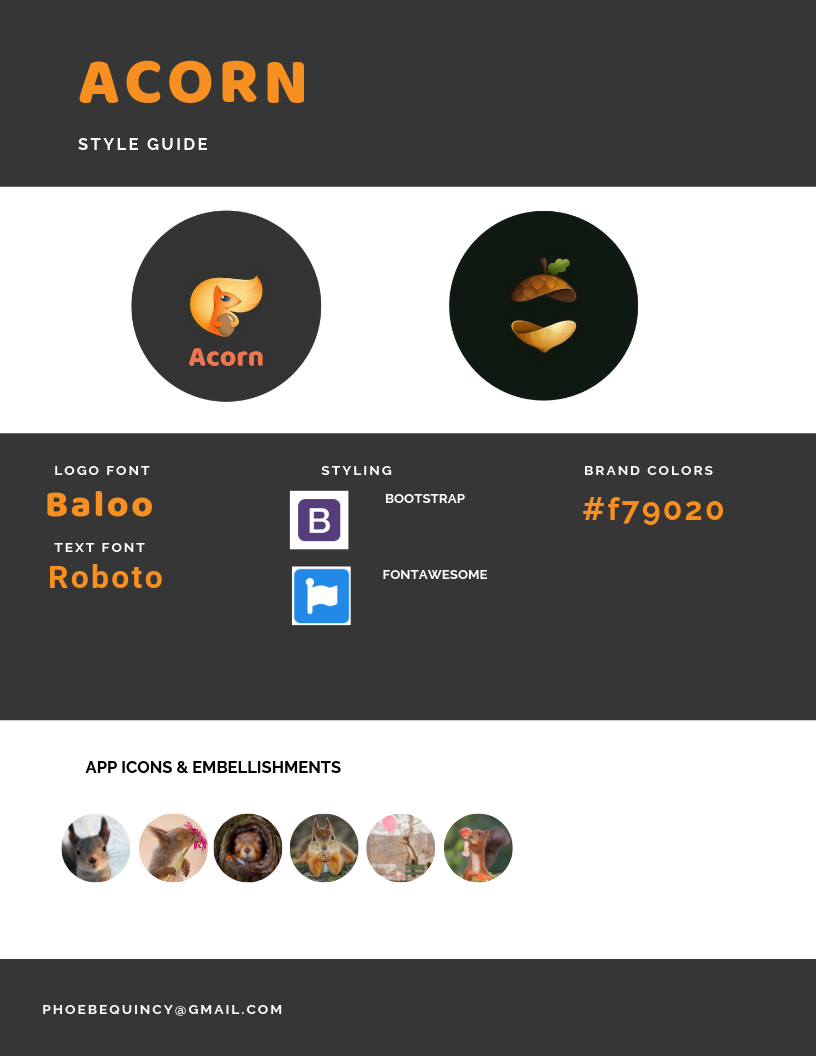 ACORN
STYLE GUIDE
Acorn
LOGO FONT
Baloo
TEXT FONT
Roboto
STYLING
B
BOOTSTRAP
FONTAWESOME
BRAND COLORS
#f79020
APP ICONS & EMBELLISHMENTS
PHOEBEQUINCY@GMAIL.COM